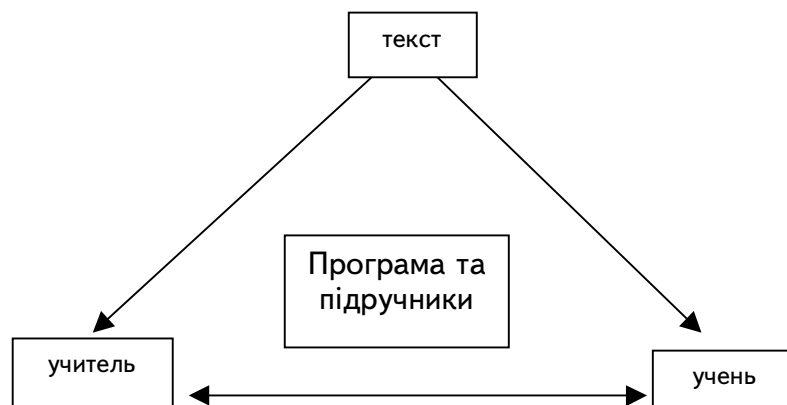 текст
Програма та
підручники
учитель
учень